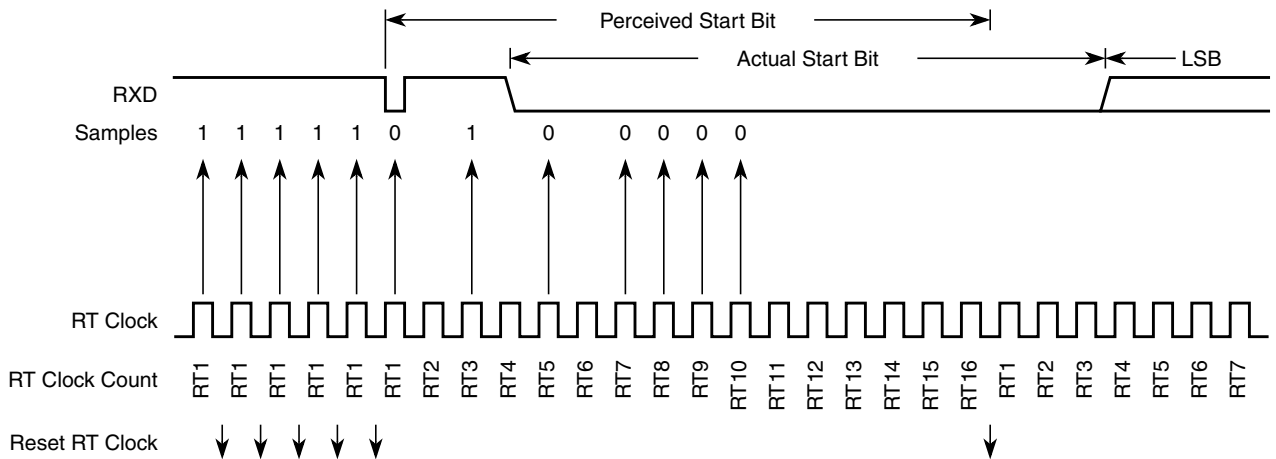 Perceived Start Bit
Actual Start Bit LSB
RXD
Samples 1 1 1 1 1 0 1 0 0 0 0 0
RT Clock
RT Clock Count RT1 RT1 RT1 RT1 RT1 RT1 RT2 RT3 RT4 RT5 RT6 RT7 RT8 RT9 RT10 RT11 RT12 RT13 RT14 RT15 RT16 RT1 RT2 RT3 RT4 RT5 RT6 RT7
Reset RT Clock